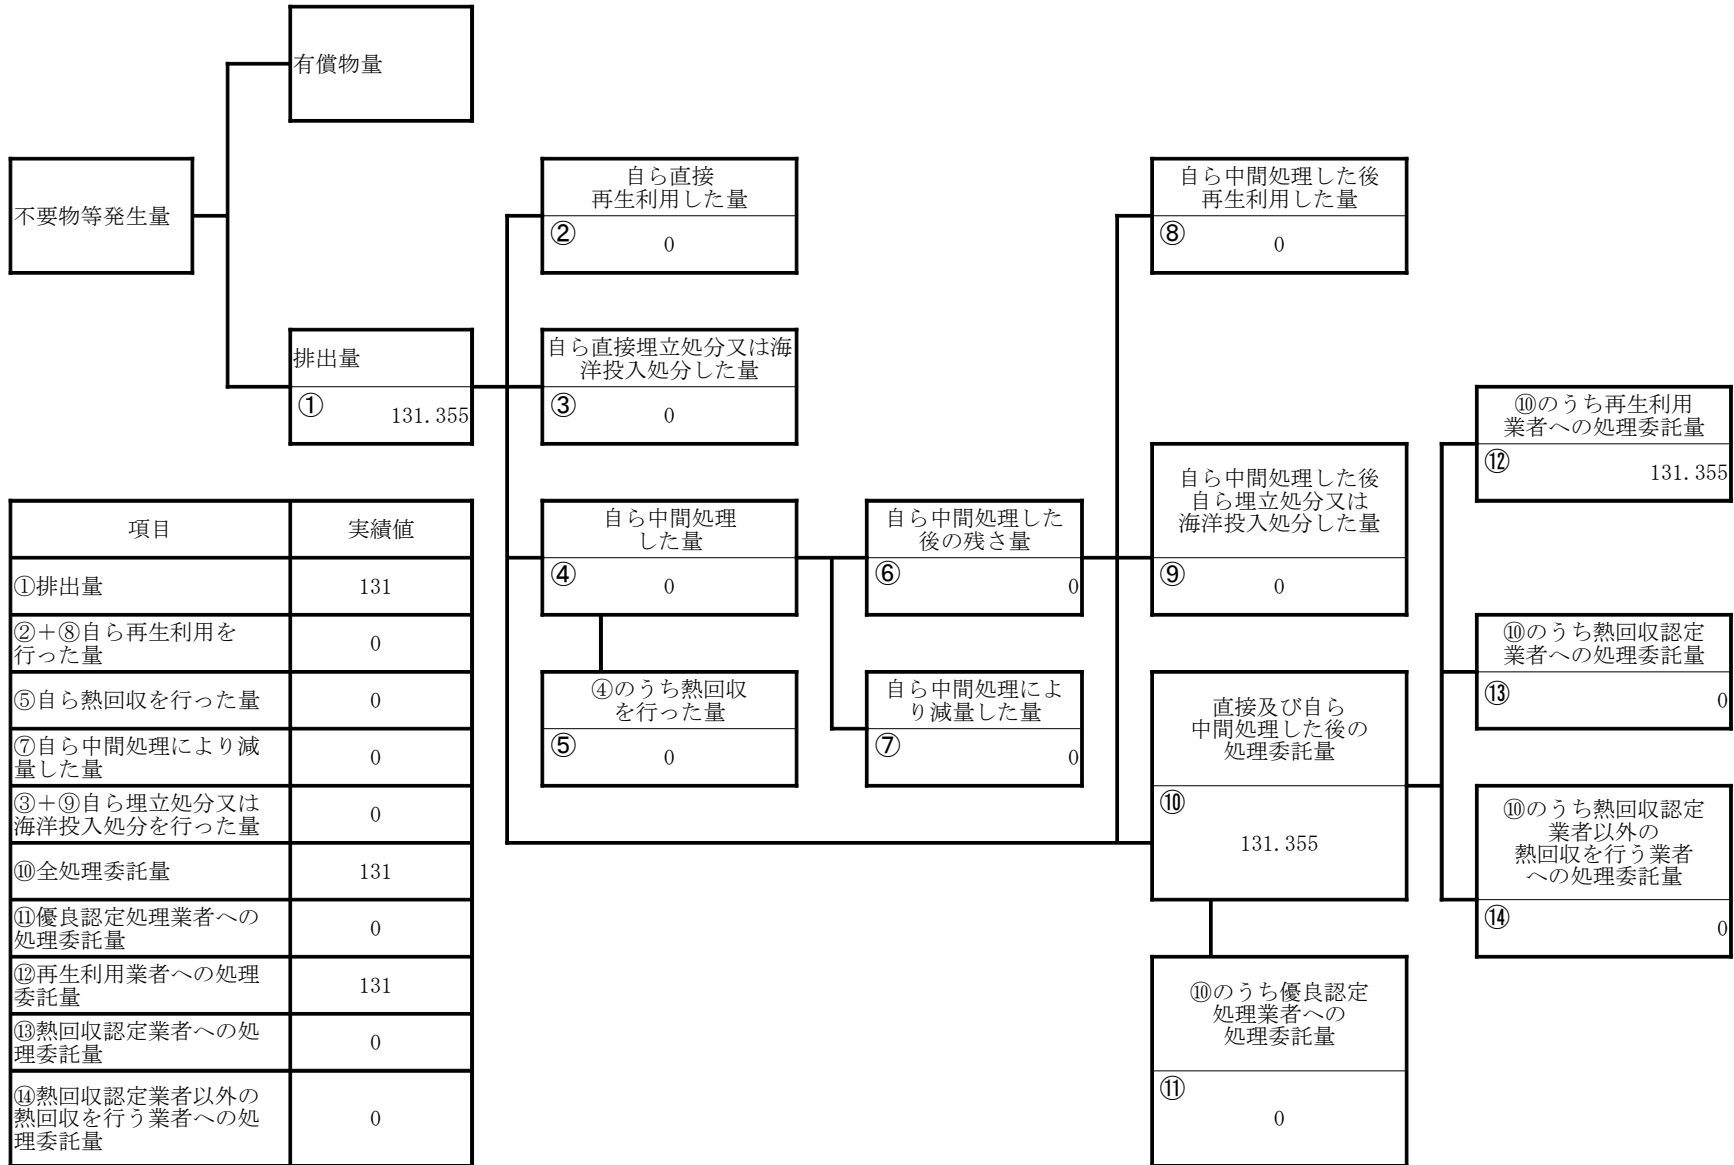 有償物量
不要物等発生量
自ら直接
再生利用した量
②
0
自ら中間処理した後
再生利用した量
⑧
0
排出量
①
131.355
自ら直接埋立処分又は海
洋投入処分した量
③
0
⑩のうち再生利用
業者への処理委託量
⑫
131.355
自ら中間処理
した量
④
0
自ら中間処理した
後の残さ量
⑥
0
自ら中間処理した後
自ら埋立処分又は
海洋投入処分した量
⑨
0
⑩のうち熱回収認定
業者への処理委託量
⑬
0
④のうち熱回収
を行った量
⑤
0
自ら中間処理によ
り減量した量
⑦
0
直接及び自ら
中間処理した後の
処理委託量
⑩
131.355
⑩のうち熱回収認定
業者以外の
熱回収を行う業者
への処理委託量
⑭
0
⑩のうち優良認定
処理業者への
処理委託量
⑪
0
項目 実績値
①排出量 131
②＋⑧自ら再生利用を
行った量 0
⑤自ら熱回収を行った量 0
⑦自ら中間処理により減
量した量 0
③＋⑨自ら埋立処分又は
海洋投入処分を行った量 0
⑩全処理委託量 131
⑪優良認定処理業者への
処理委託量 0
⑫再生利用業者への処理
委託量 131
⑬熱回収認定業者への処
理委託量 0
⑭熱回収認定業者以外の
熱回収を行う業者への処
理委託量 0